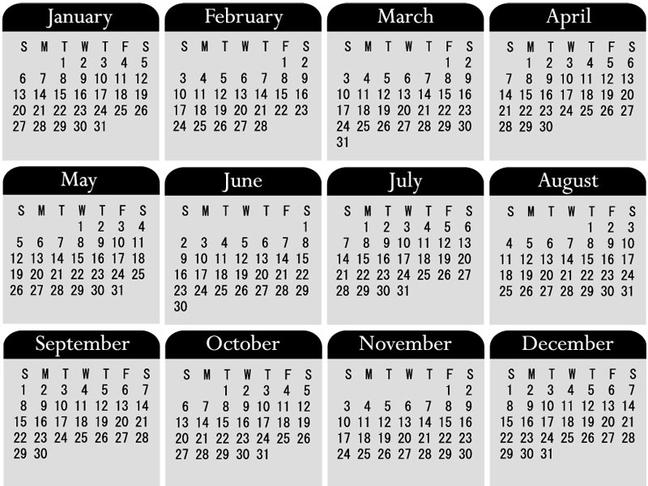 January
S M T W T F S
1 2 3 4 5
6 7 8 9 10 11 12
13 14 15 16 17 18 19
20 21 22 23 24 25 26
27 28 29 30 31
February
S M T W T F S
1 2
3 4 5 6 7 8 9
10 11 12 13 14 15 16
17 18 19 20 21 22 23
24 25 26 27 28
March
S M T W T F S
1 2
3 4 5 6 7 8 9
10 11 12 13 14 15 16
17 18 19 20 21 22 23
24 25 26 27 28 29 30
31
April
S M T W T F S
1 2 3 4 5 6
7 8 9 10 11 12 13
14 15 16 17 18 19 20
21 22 23 24 25 26 27
28 29 30
May
S M T W T F S
1 2 3 4
5 6 7 8 9 10 11
12 13 14 15 16 17 18
19 20 21 22 23 24 25
26 27 28 29 30 31
June
S M T W T F S
1
2 3 4 5 6 7 8
9 10 11 12 13 14 15
16 17 18 19 20 21 22
23 24 25 26 27 28 29
30
July
S M T W T F S
1 2 3 4 5 6
7 8 9 10 11 12 13
14 15 16 17 18 19 20
21 22 23 24 25 26 27
28 29 30 31
August
S M T W T F S
1 2 3
4 5 6 7 8 9 10
11 12 13 14 15 16 17
18 19 20 21 22 23 24
25 26 27 28 29 30 31
September
S M T W T F S
1 2 3 4 5 6 7
8 9 10 11 12 13 14
15 16 17 18 19 20 21
22 23 24 25 26 27 28
29 30
October
S M T W T F S
1 2 3 4 5
6 7 8 9 10 11 12
13 14 15 16 17 18 19
20 21 22 23 24 25 26
27 28 29 30 31
November
S M T W T F S
1 2
3 4 5 6 7 8 9
10 11 12 13 14 15 16
17 18 19 20 21 22 23
24 25 26 27 28 29 30
December
S M T W T F S
1 2 3 4 5 6 7
8 9 10 11 12 13 14
15 16 17 18 19 20 21
22 23 24 25 26 27 28
29 30 31